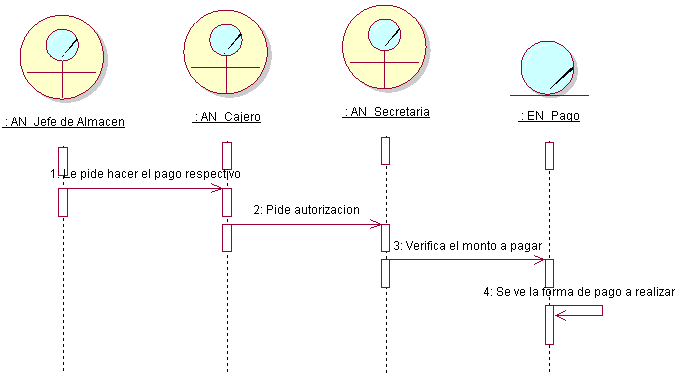 : AN_Jefe de Almacen
: AN_Cajero
: AN_Secretaria
: EN_Pago
1: Le pide hacer el pago respectivo
2: Pide autorizacion
3: Verifica el monto a pagar
4: Se ve la forma de pago a realizar